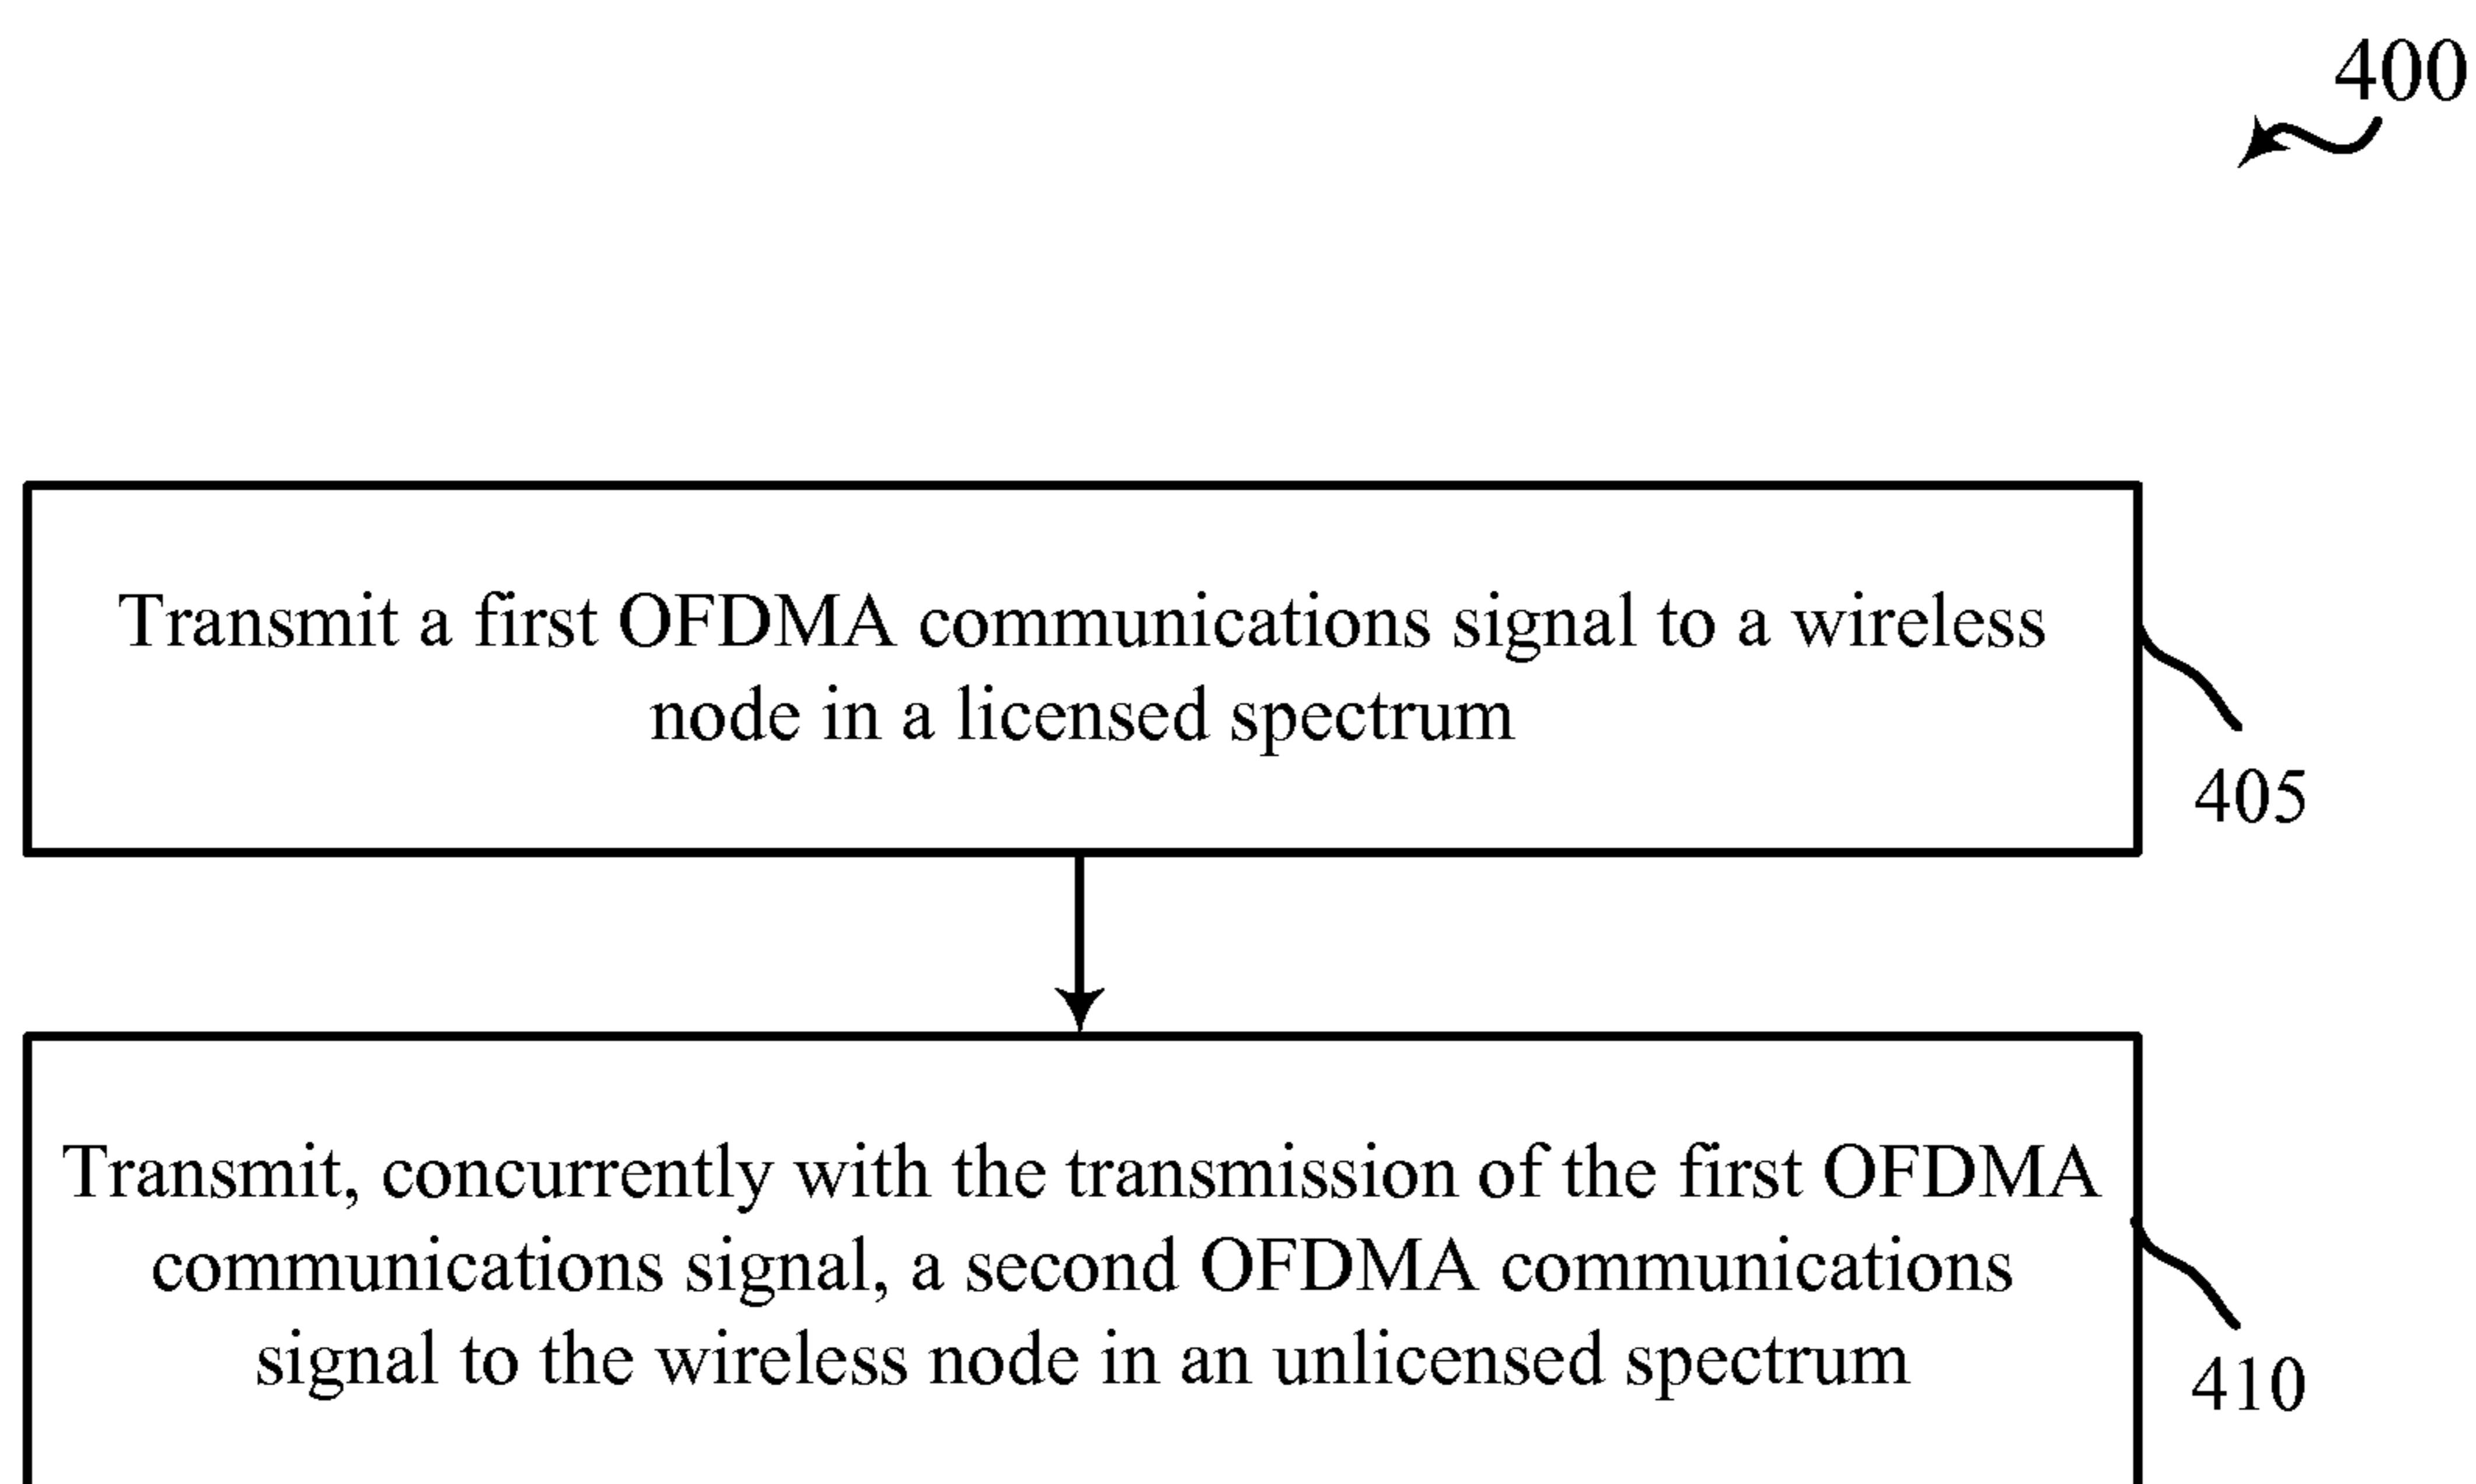 400
Transmit a first OFDMA communications signal to a wireless
node in a licensed spectrum
405
Transmit, concurrently with the transmission of the first OFDMA
communications signal, a second OFDMA communications
signal to the wireless node in an unlicensed spectrum
410